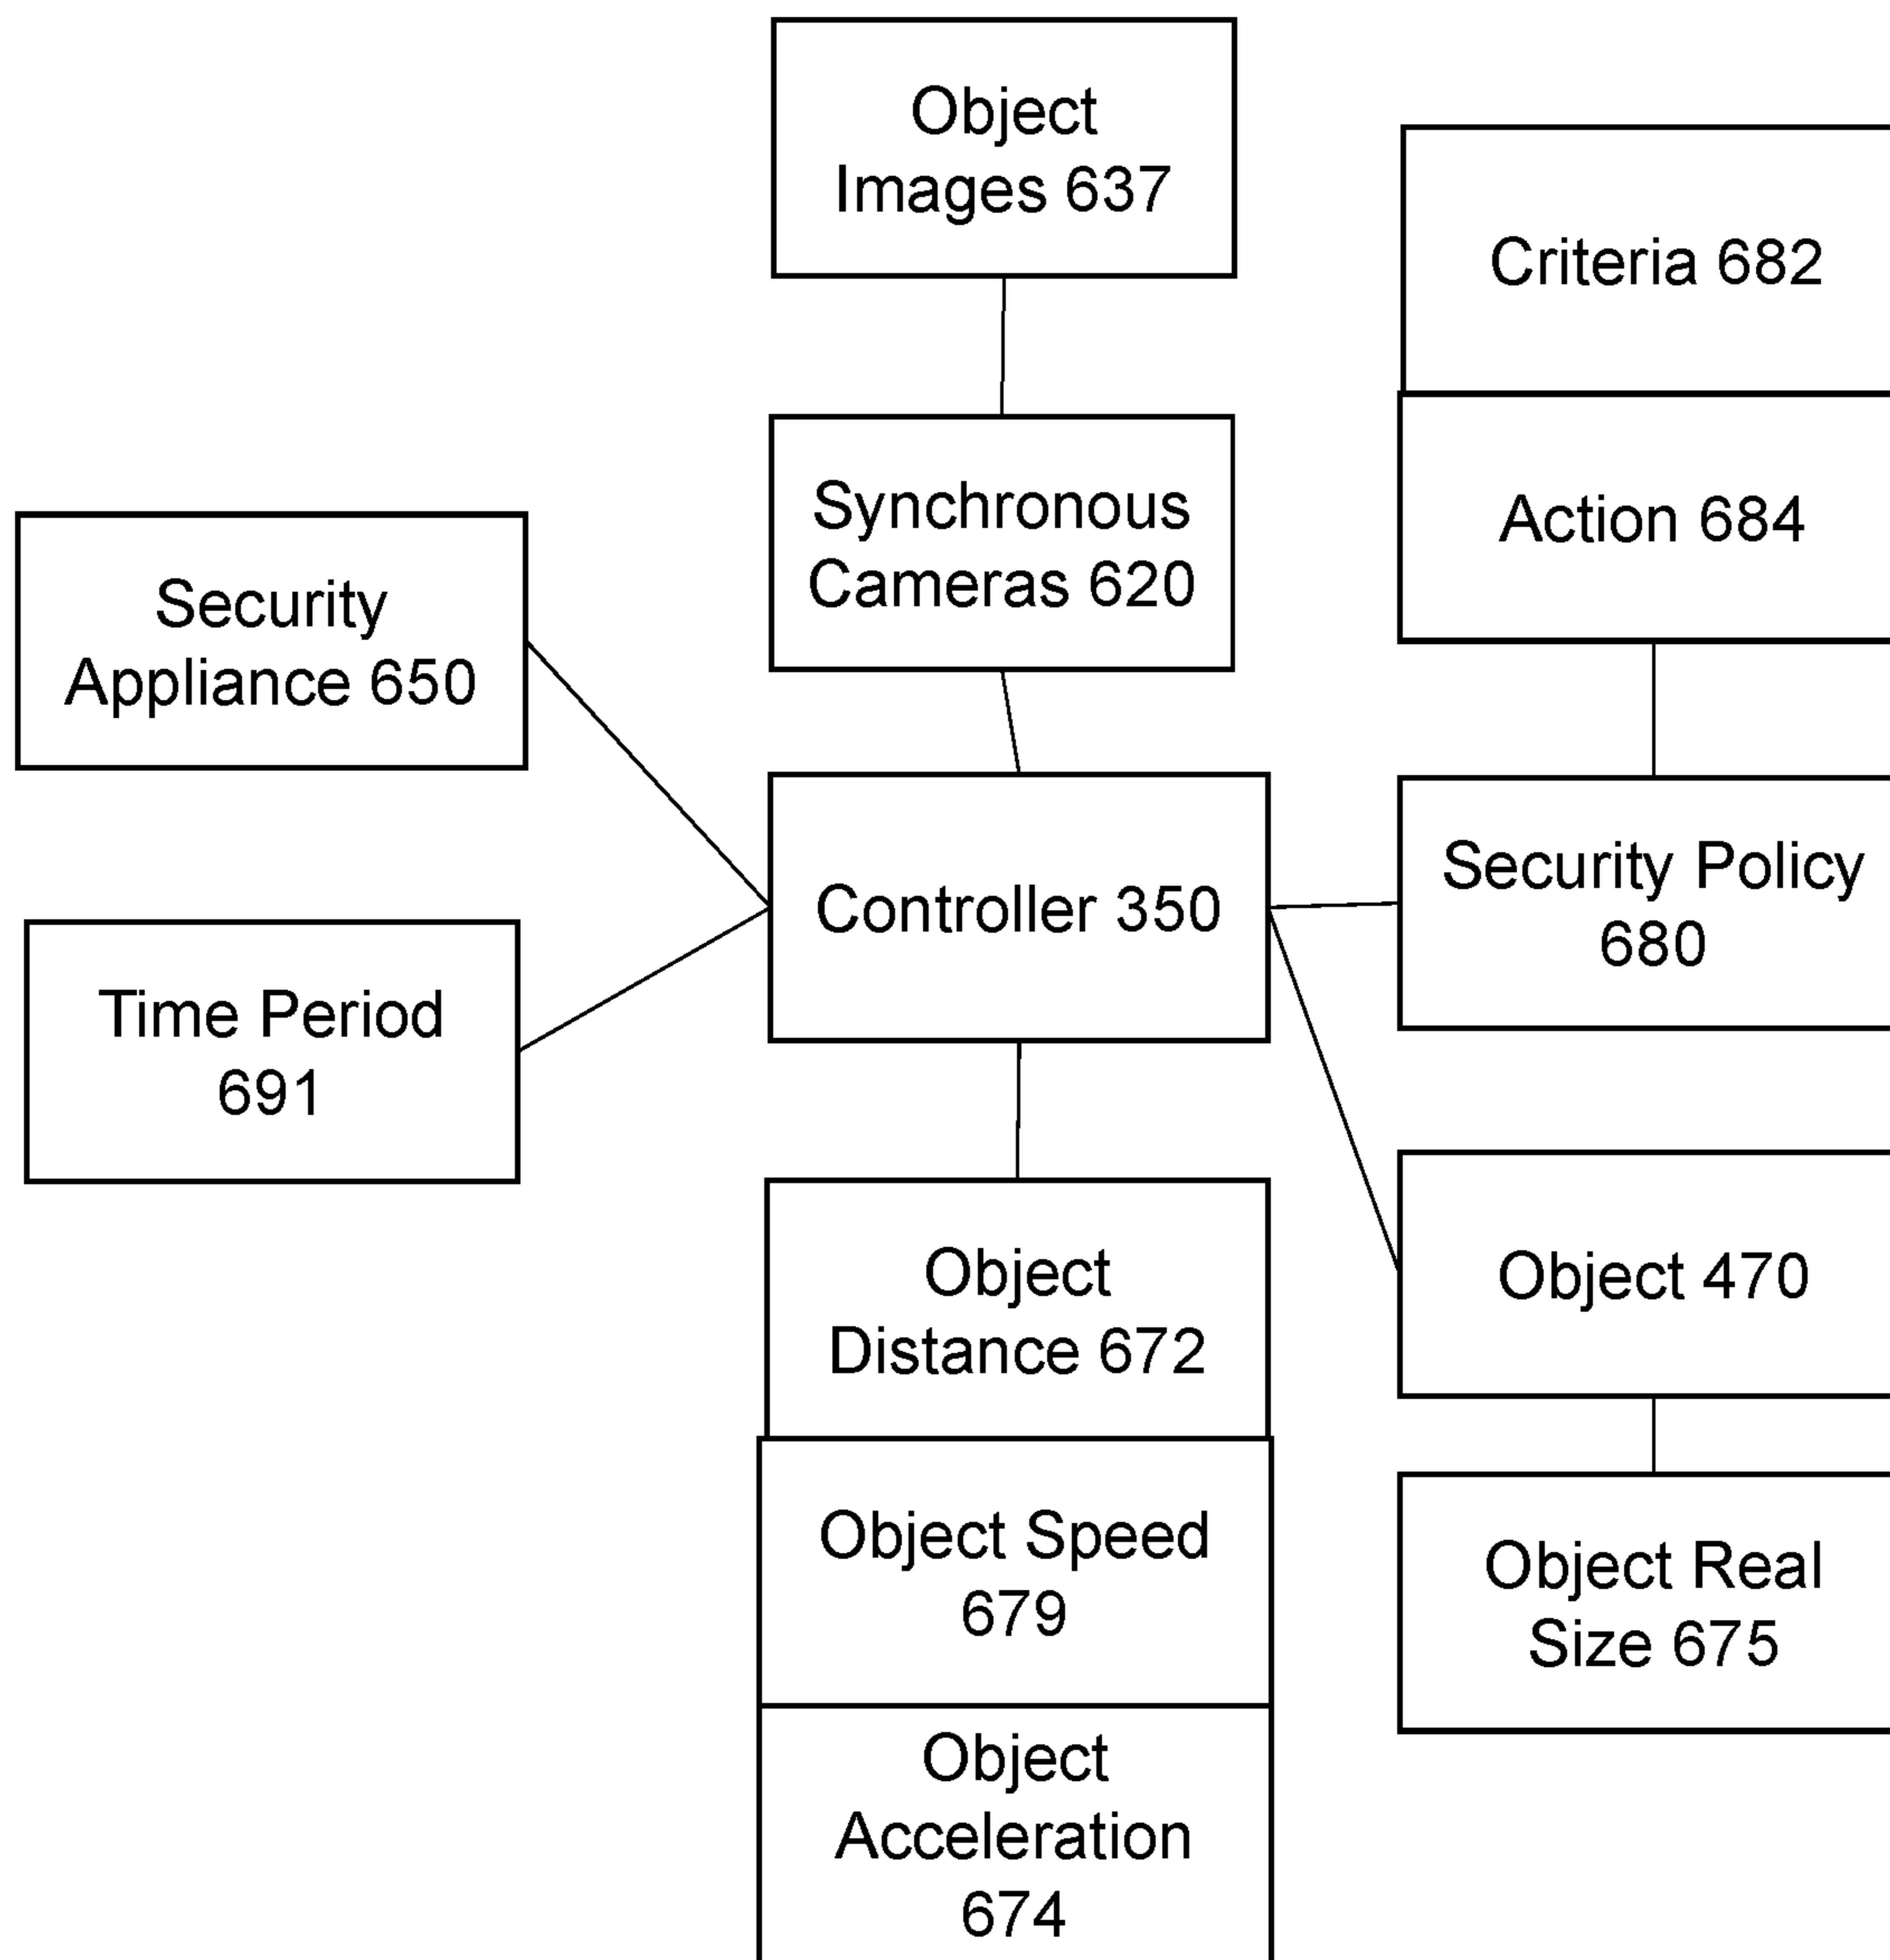 Object
Images 637
Criteria 682
Synchronous
Cameras 620
Action 684
Security
Appliance 650
Controller 350
Security Policy
680
Time Period
691
Object
Distance 672
Object 470
Object Speed
679
Object Real
Size 675
Object
Acceleration
674